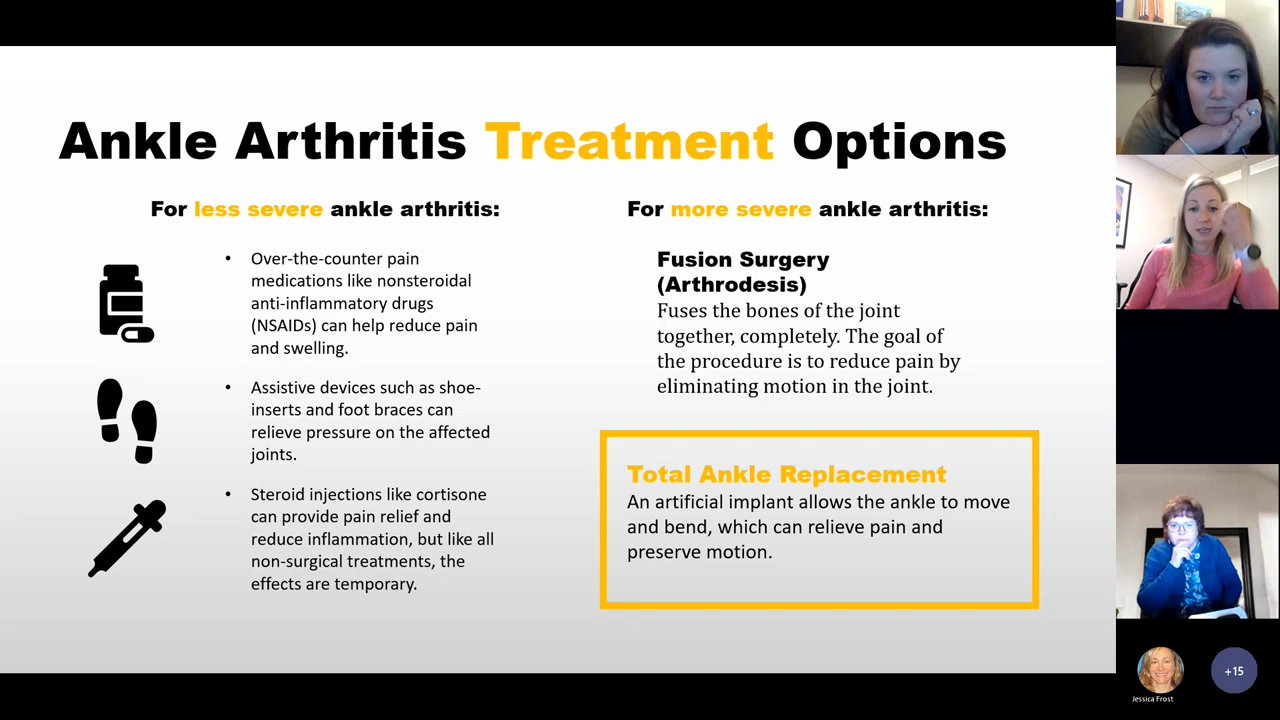 Ankle Arthritis Treatment Options
For less severe ankle arthritis:
• Over-the-counter pain
medications like nonsteroidal
anti-inflammatory drugs
(NSAIDs) can help reduce pain
and swelling.
• Assistive devices such as shoe-
inserts and foot braces can
relieve pressure on the affected
joints.
• Steroid injections like cortisone
can provide pain relief and
reduce inflammation, but like all
non-surgical treatments, the
effects are temporary.
For more severe ankle arthritis:
Fusion Surgery
(Arthrodesis)
Fuses the bones of the joint
together, completely. The goal of
the procedure is to reduce pain by
eliminating motion in the joint.
Total Ankle Replacement
An artificial implant allows the ankle to move
and bend, which can relieve pain and
preserve motion.
Jessica Frost
+15